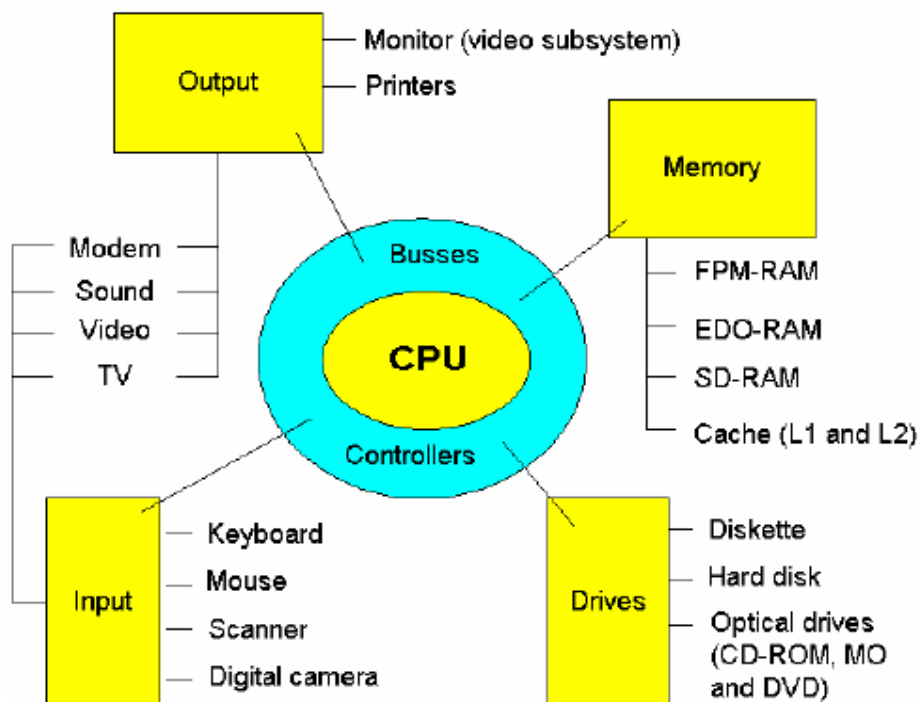 Output
Monitor (video subsystem)
Printers
Memory
Modem
Sound
Video
TV
Busses
CPU
Controllers
FPM-RAM
EDO-RAM
SD-RAM
Cache (L1 and L2)
Input
Keyboard
Mouse
Scanner
Digital camera
Drives
Diskette
Hard disk
Optical drives
(CD-ROM, MO
and DVD)